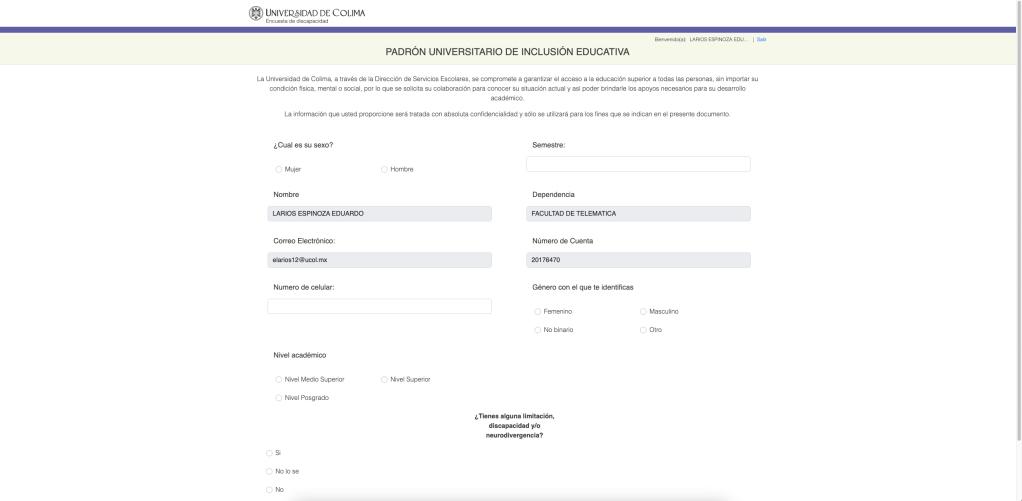 UNIVERSIDAD DE COLIMA
Encuesta de discapacidad
Bienvenido(a): LARIOS ESPINOZA EDU... | Salir
PADRÓN UNIVERSITARIO DE INCLUSIÓN EDUCATIVA
La Universidad de Colima, a través de la Dirección de Servicios Escolares, se compromete a garantizar el acceso a la educación superior a todas las personas, sin importar su
condición física, mental o social, por lo que se solicita su colaboración para conocer su situación actual y así poder brindarle los apoyos necesarios para su desarrollo
académico.
La información que usted proporcione será tratada con absoluta confidencialidad y sólo se utilizará para los fines que se indican en el presente documento.
¿Cual es su sexo?
Semestre:
Mujer Hombre
Nombre
Dependencia
LARIOS ESPINOZA EDUARDO
FACULTAD DE TELEMATICA
Correo Electrónico:
Número de Cuenta
elarios12@ucol.mx
20176470
Numero de celular:
Género con el que te identificas
Femenino Masculino
No binario Otro
Nivel académico
Nivel Medio Superior Nivel Superior
Nivel Posgrado
¿Tienes alguna limitación,
discapacidad y/o
neurodivergencia?
Si
No lo se
No